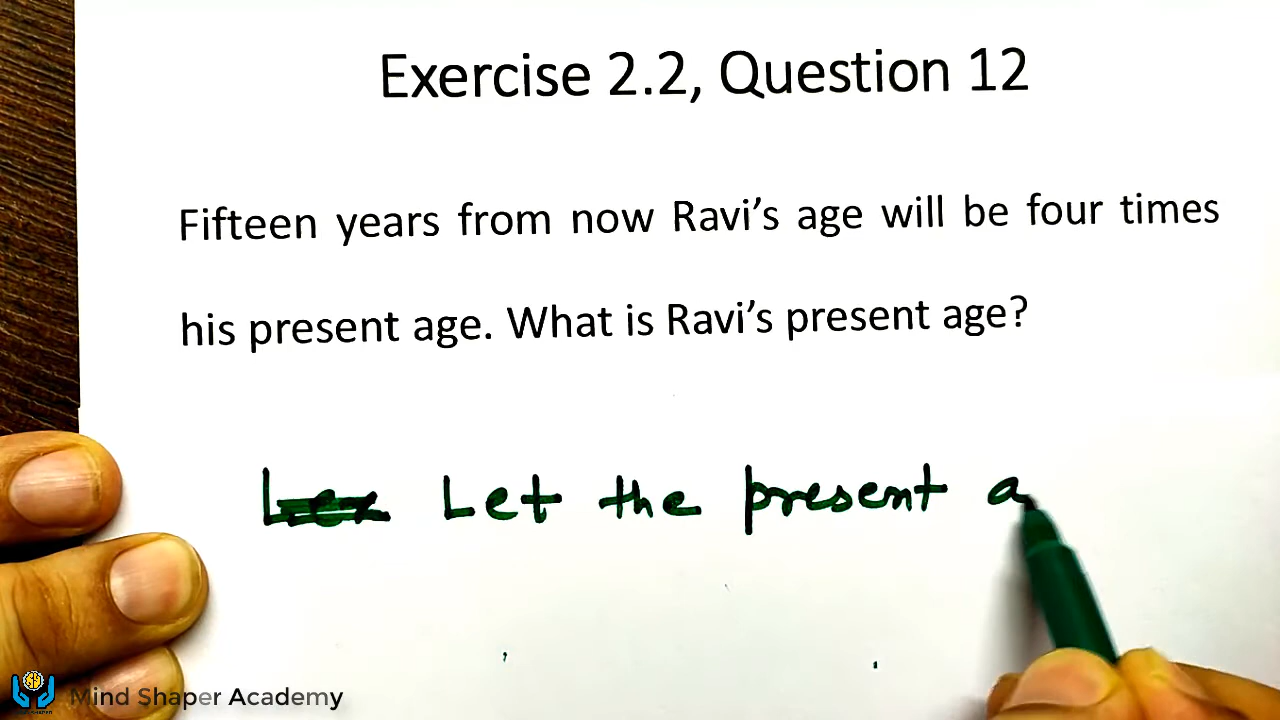 Exercise 2.2, Question 12
Fifteen years from now Ravi’s age will be four times
his present age. What is Ravi’s present age?
Let the present a
Mind Shaper Academy